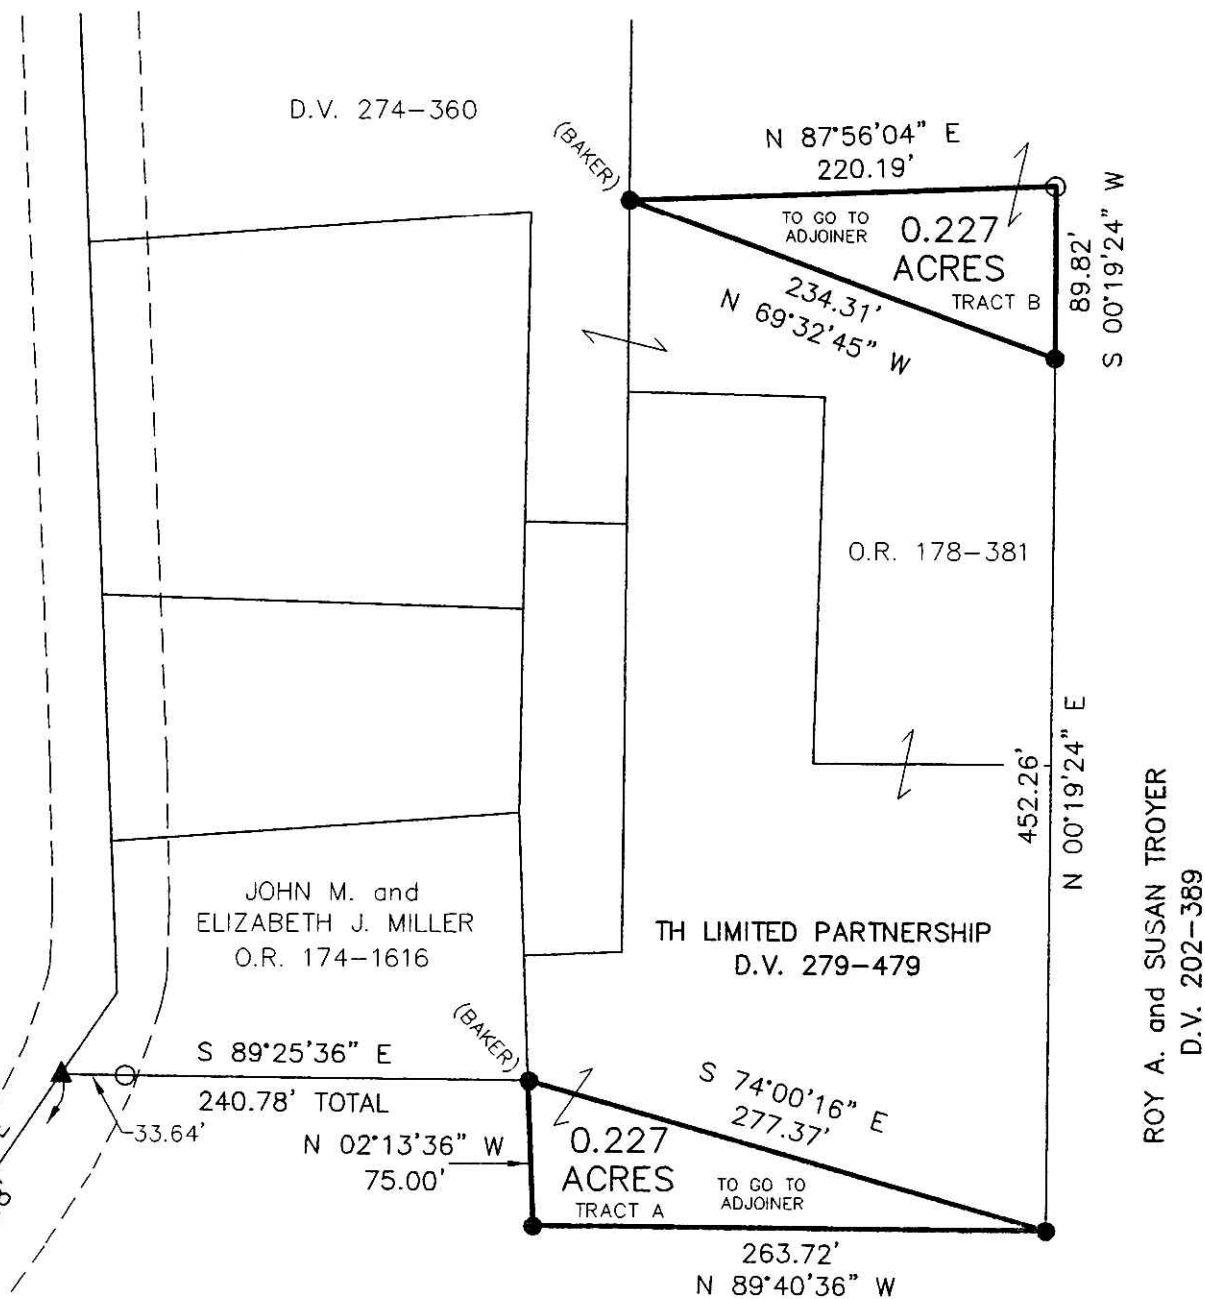 D.V. 274-360
(BAKER)
N 87°56'04" E
220.19'
TO GO TO
ADJOINER
0.227
ACRES
TRACT B
89.82'
S 00°19'24" W
234.31'
N 69°32'45" W
O.R. 178-381
452.26'
N 00°19'24" E
ROY A. and SUSAN TROYER
D.V. 202-389
JOHN M. and
ELIZABETH J. MILLER
O.R. 174-1616
TH LIMITED PARTNERSHIP
D.V. 279-479
(BAKER)
S 89°25'36" E
240.78' TOTAL
33.64'
N 02°13'36" W
75.00'
S 74°00'16" E
277.37'
0.227
ACRES
TRACT A
TO GO TO
ADJOINER
263.72'
N 89°40'36" W